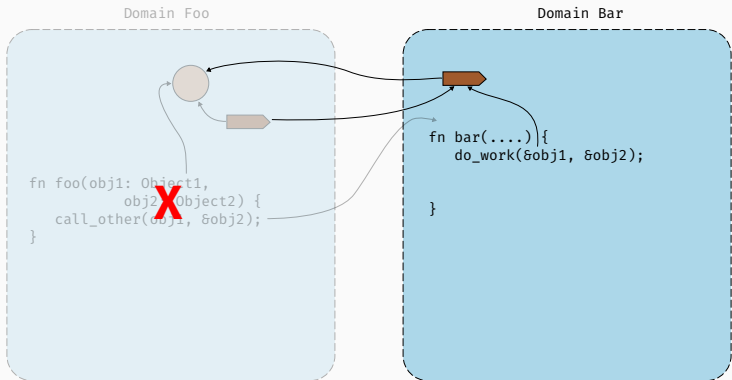 Domain Foo
Domain Bar
fn foo(obj1: Object1,
obj2: Object2) {
call_other(obj1, &obj2);
}
X
fn bar(....) {
do_work(&obj1, &obj2);
}